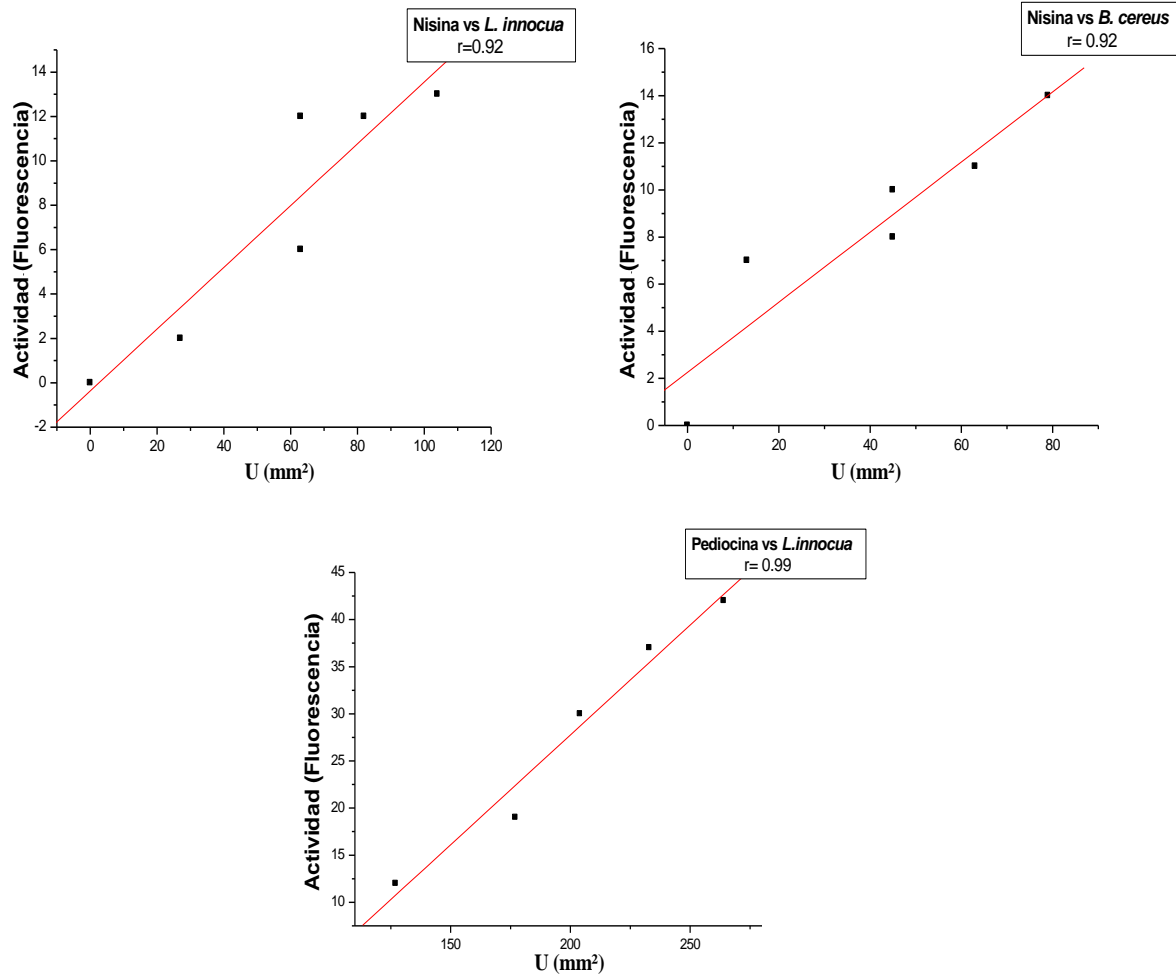 Nisina vs L. innocua
r=0.92
Actividad (Fluorescencia)
14
12
10
8
6
4
2
0
-2
0 20 40 60 80 100 120
U (mm²)
Nisina vs B. cereus
r= 0.92
Actividad (Fluorescencia)
16
14
12
10
8
6
4
2
0
0 20 40 60 80
U (mm²)
Pediocina vs L.innocua
r= 0.99
Actividad (Fluorescencia)
45
40
35
30
25
20
15
10
150 200 250
U (mm²)